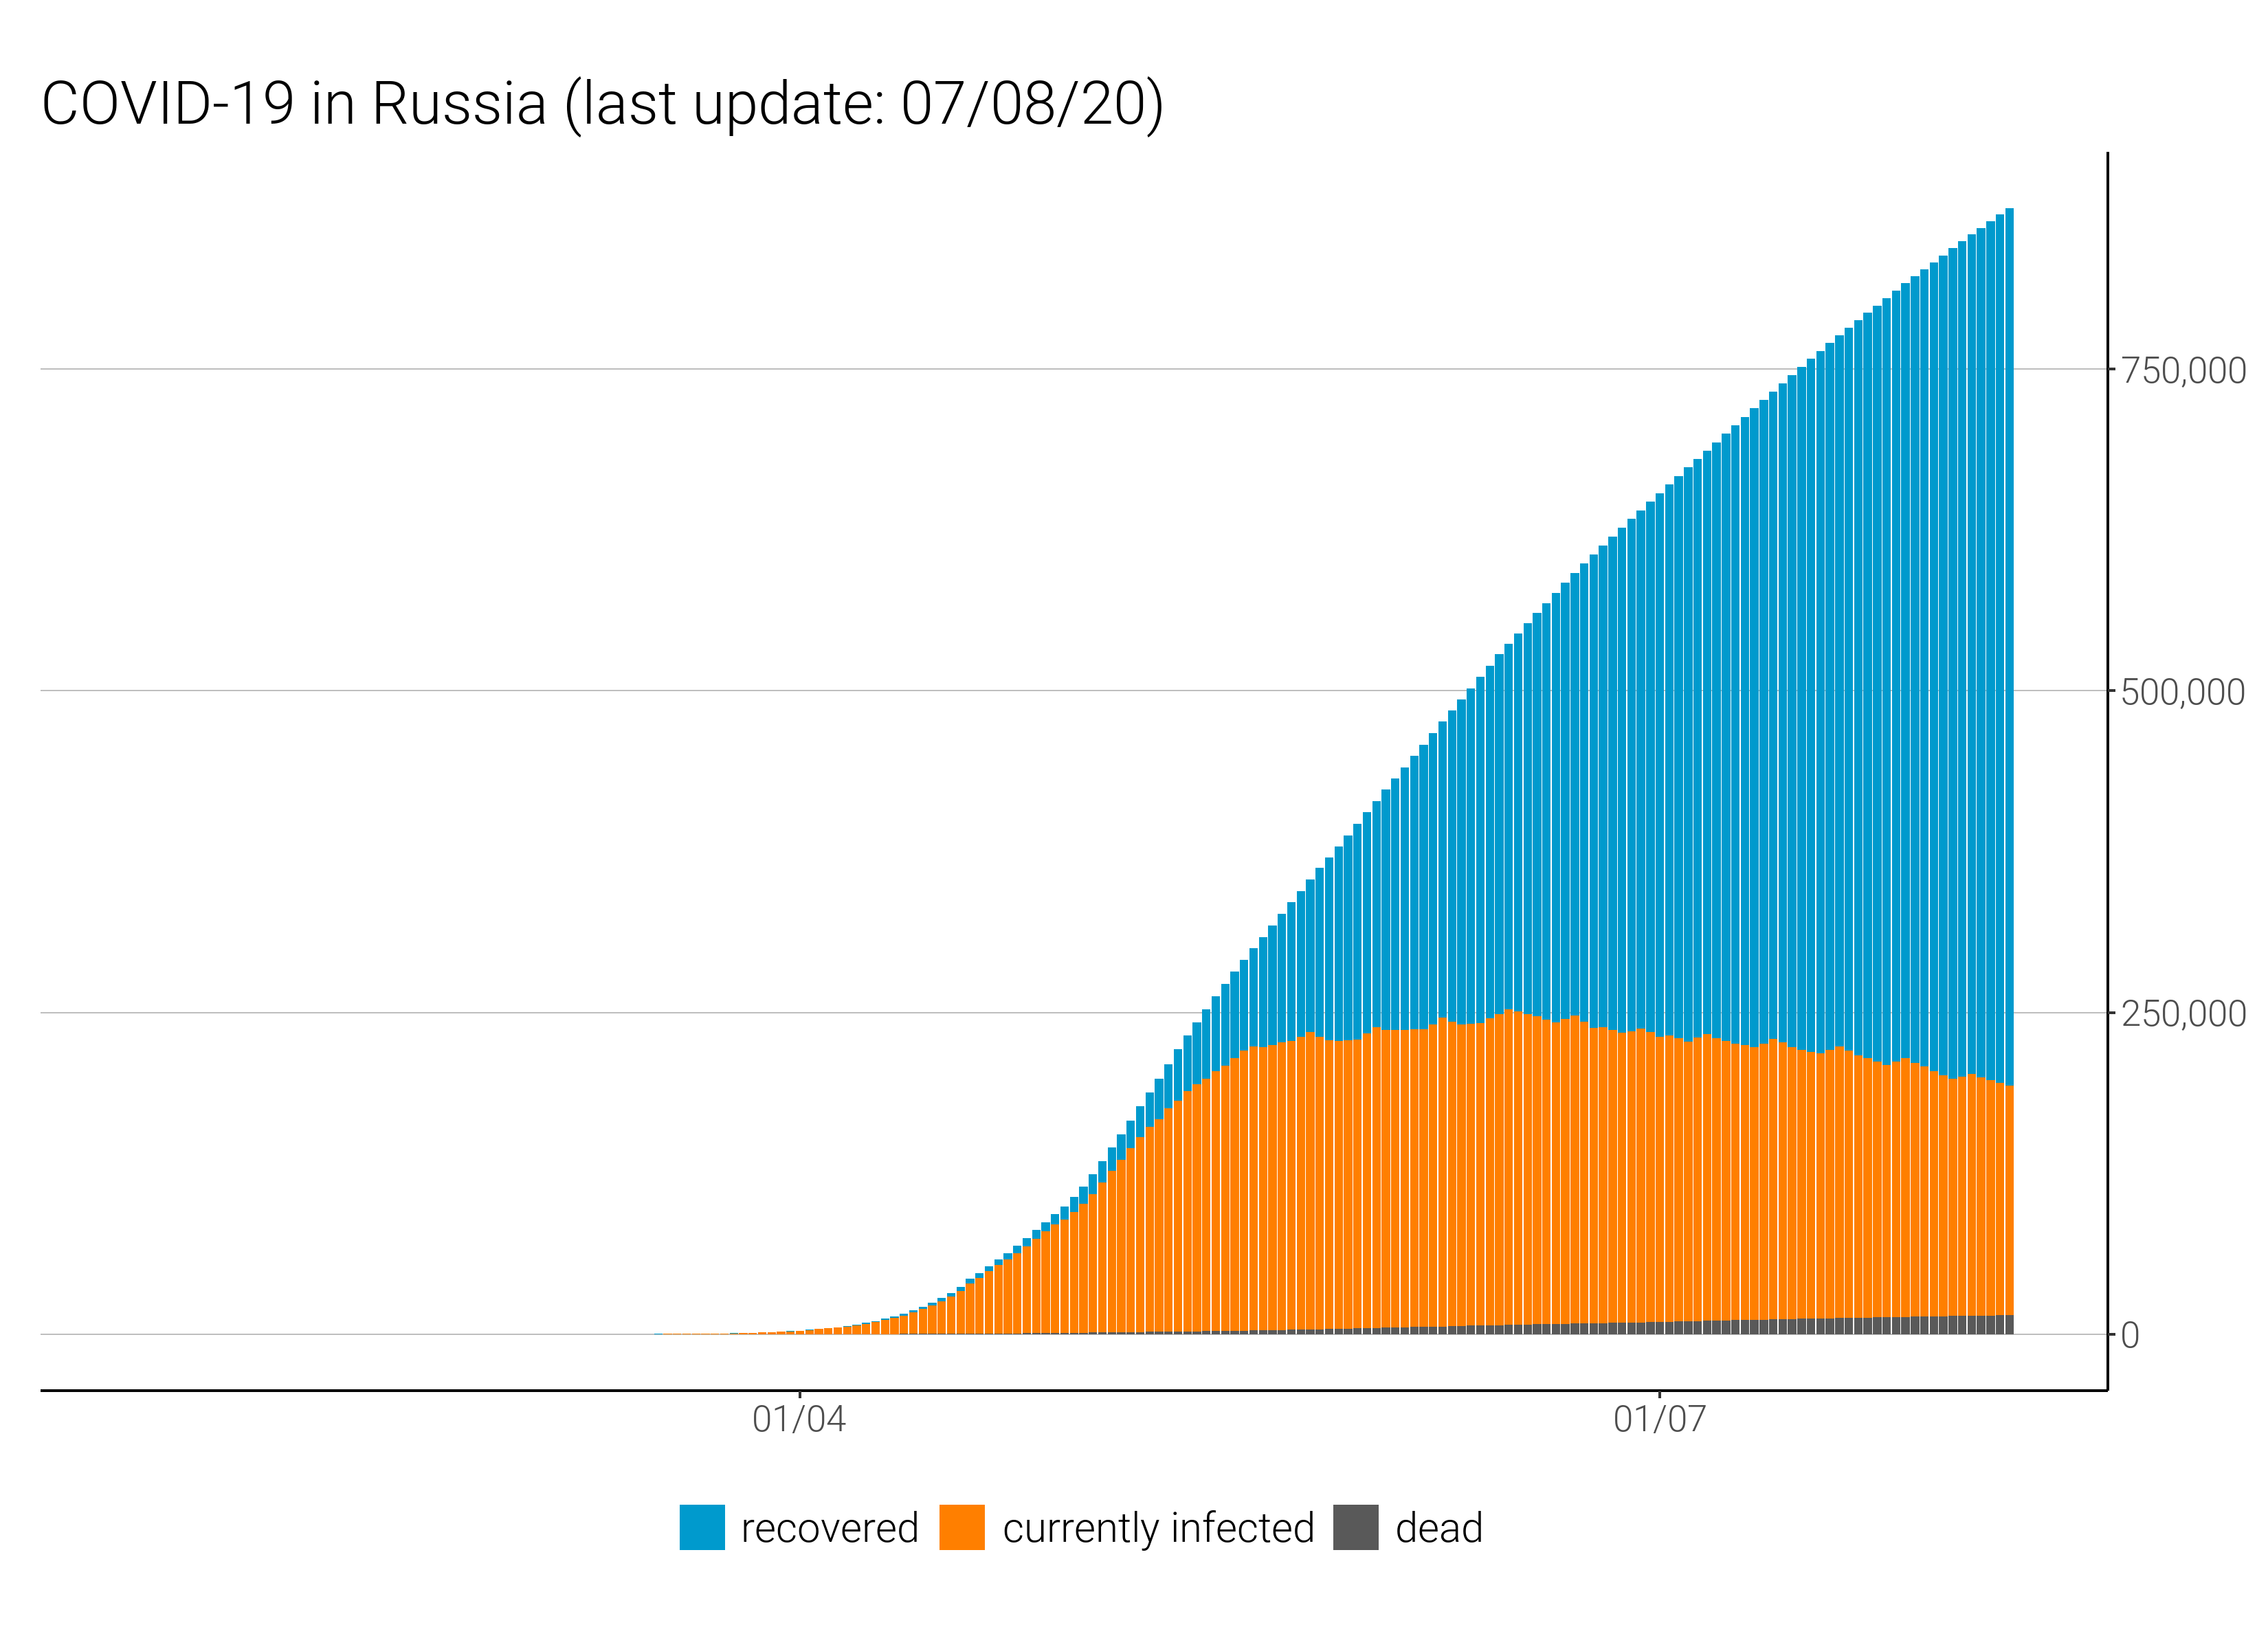 COVID-19 in Russia (last update: 07/08/20)
750,000
500,000
250,000
0
01/04 01/07
recovered currently infected dead